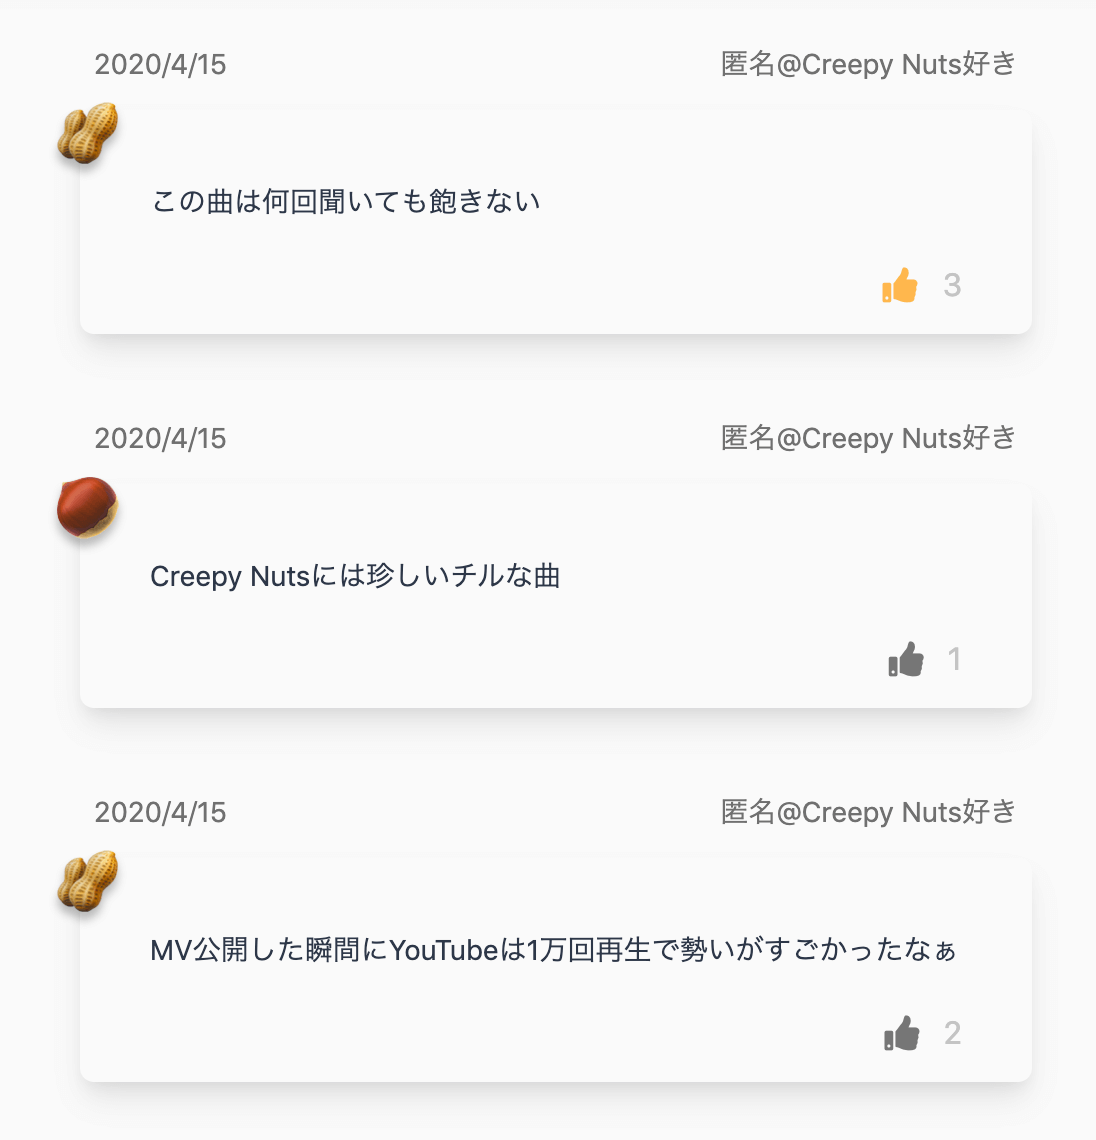 2020/4/15 匿名@Creepy Nuts好き
この曲は何回聞いても飽きない
3
2020/4/15 匿名@Creepy Nuts好き
Creepy Nutsには珍しいチルな曲
1
2020/4/15 匿名@Creepy Nuts好き
MV公開した瞬間にYouTubeは1万回再生で勢いがすごかったなぁ
2